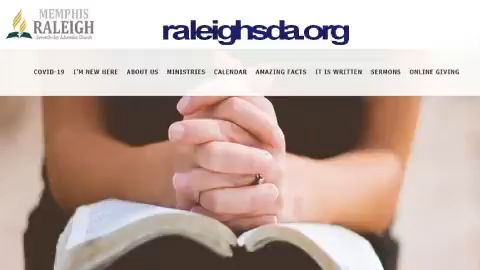 MEMPHIS
RALEIGH
Seventh-day Adventist Church
raleighsda.org
COVID-19 I'M NEW HERE ABOUT US MINISTRIES CALENDAR AMAZING FACTS IT IS WRITTEN SERMONS ONLINE GIVING